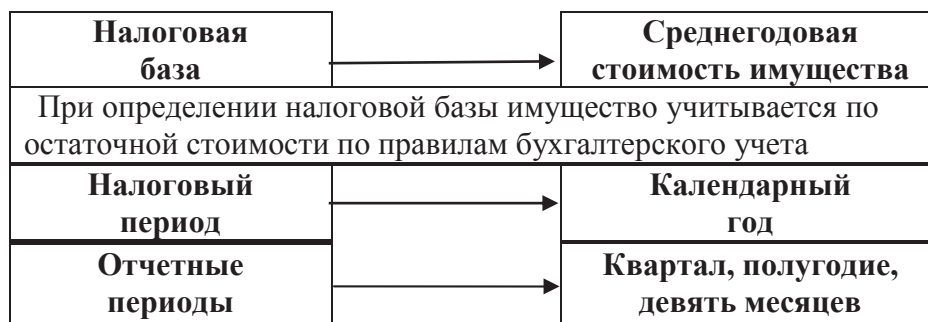 Налоговая
база
Среднегодовая
стоимость имущества
При определении налоговой базы имущество учитывается по
остаточной стоимости по правилам бухгалтерского учета
Налоговый
период
Календарный
год
Отчетные
периоды
Квартал, полугодие,
девять месяцев